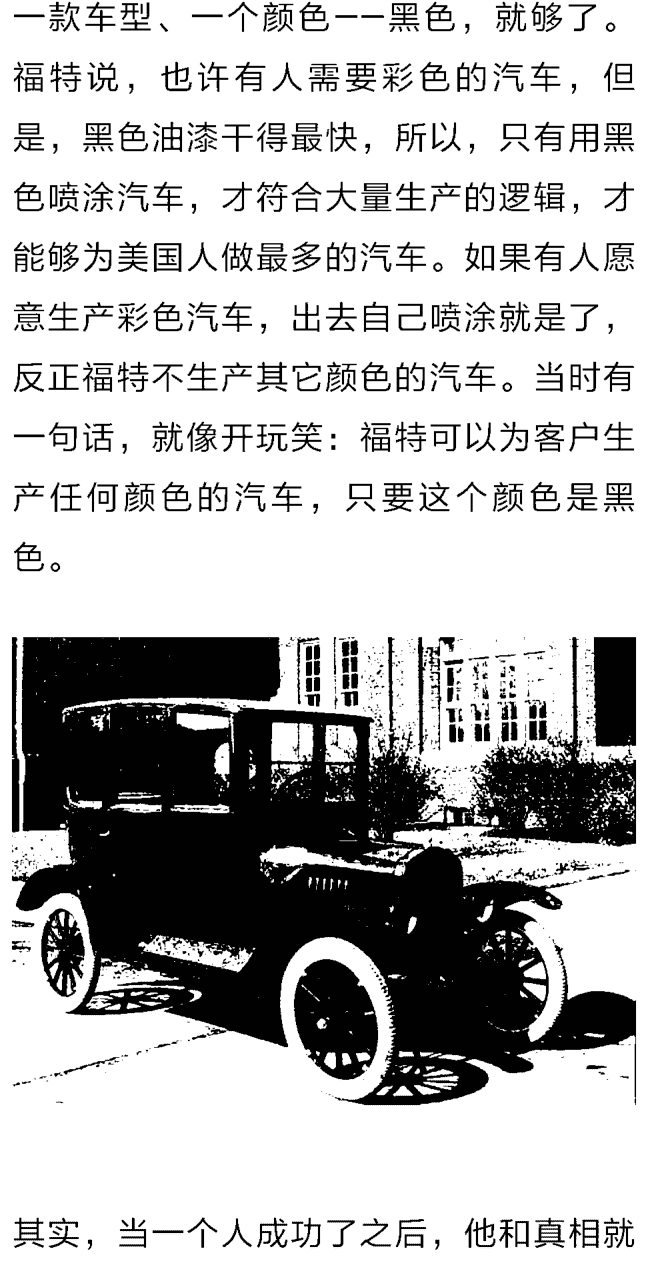 一款车型、一个颜色——黑色，就够了。
福特说，也许有人需要彩色的汽车，但
是，黑色油漆干得最快，所以，只有用黑
色喷涂汽车，才符合大量生产的逻辑，才
能够为美国人做最多的汽车。如果有人愿
意生产彩色汽车，出去自己喷涂就是了，
反正福特不生产其它颜色的汽车。当时有
一句话，就像开玩笑：福特可以为客户生
产任何颜色的汽车，只要这个颜色是黑
色。
其实，当一个人成功了之后，他和真相就